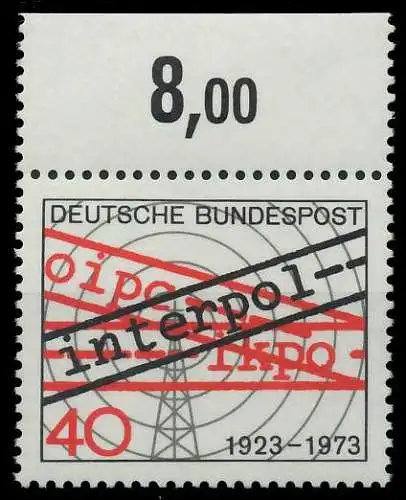 8,00
DEUTSCHE BUNDESPOST
oipc
interpol--
ikpo -
40
1923-1973